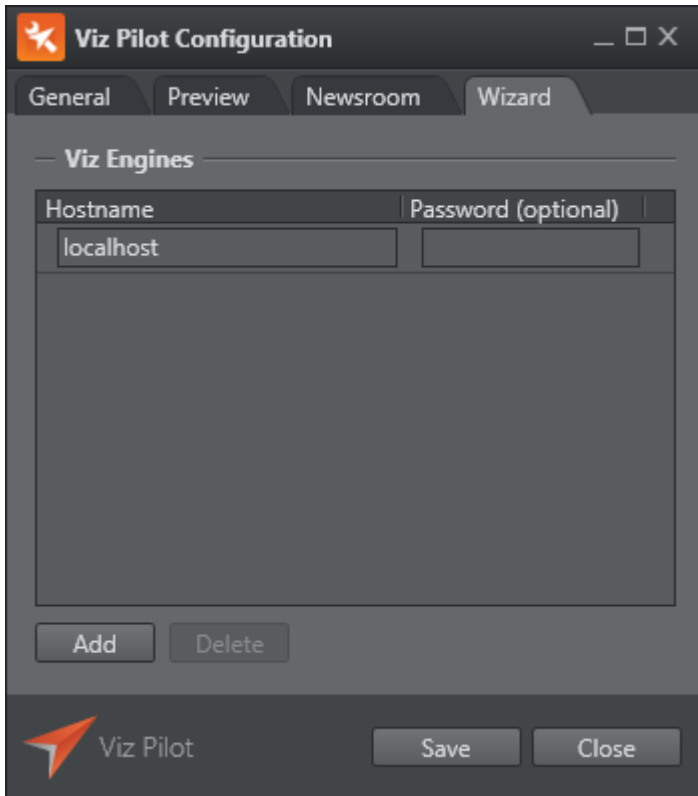 Viz Pilot Configuration
General Preview Newsroom Wizard
Viz Engines
Hostname Password (optional)
localhost
Add Delete
Viz Pilot Save Close